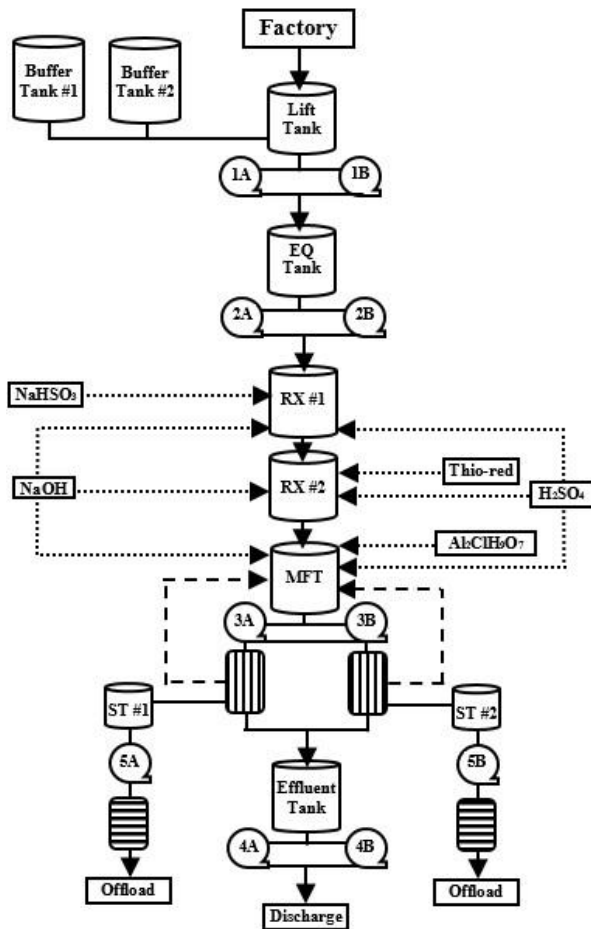 Factory
Buffer
Tank #1
Buffer
Tank #2
Lift
Tank
1A
1B
EQ
Tank
2A
2B
NaHSO₃
RX #1
Thio-red
NaOH
RX #2
H₂SO₄
Al₂ClH₉O₇
MFT
3A
3B
ST #1
ST #2
5A
5B
Effluent
Tank
4A
4B
Offload
Offload
Discharge